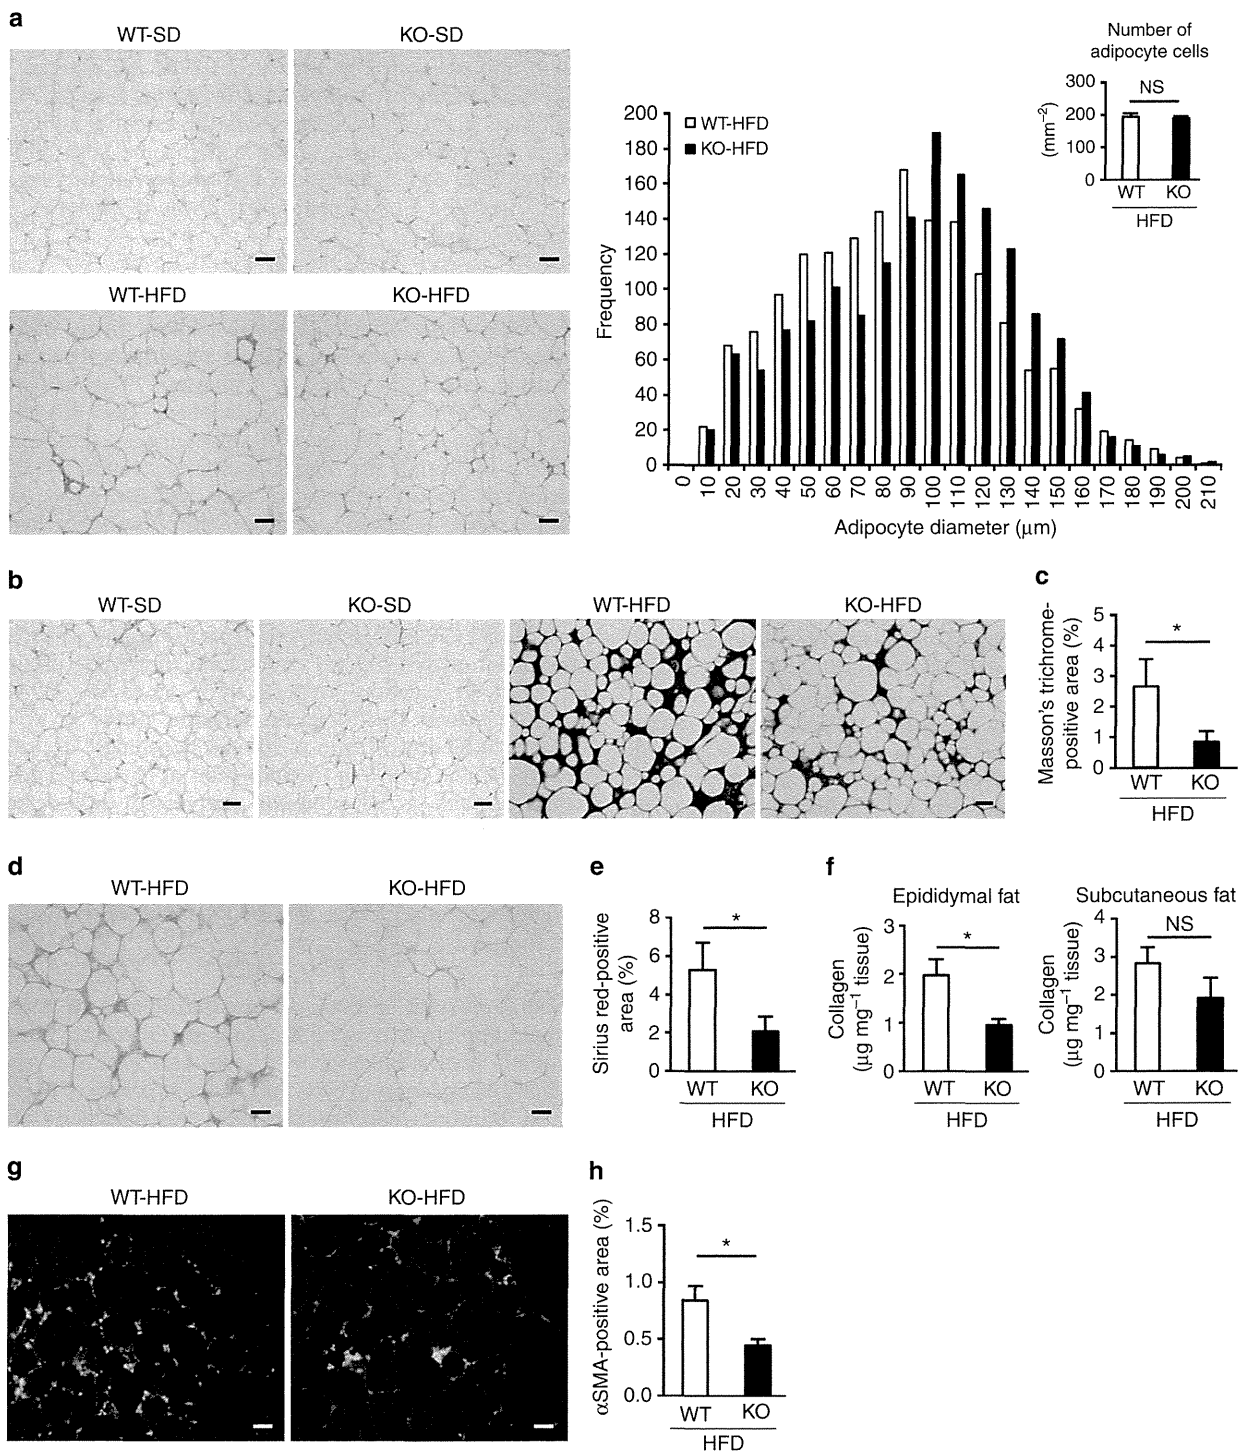 a
WT-SD
KO-SD
WT-HFD
KO-HFD
Frequency
200
180
160
140
120
100
80
60
40
20
0
WT-HFD
KO-HFD
0 10 20 30 40 50 60 70 80 90 100 110 120 130 140 150 160 170 180 190 200 210
Adipocyte diameter (μm)
Number of
adipocyte cells
(mm⁻²)
300
200
100
0
NS
WT KO
HFD
b
WT-SD
KO-SD
WT-HFD
KO-HFD
c
Masson's trichrome-
positive area (%)
5
4
3
2
1
0
*
WT KO
HFD
d
WT-HFD
KO-HFD
e
Sirius red-positive
area (%)
8
6
4
2
0
*
WT KO
HFD
f
Epididymal fat
Collagen
(μg mg⁻¹ tissue)
3
2
1
0
*
WT KO
HFD
Subcutaneous fat
Collagen
(μg mg⁻¹ tissue)
4
3
2
1
0
NS
WT KO
HFD
g
WT-HFD
KO-HFD
h
αSMA-positive area (%)
1.5
1.0
0.5
0.0
*
WT KO
HFD